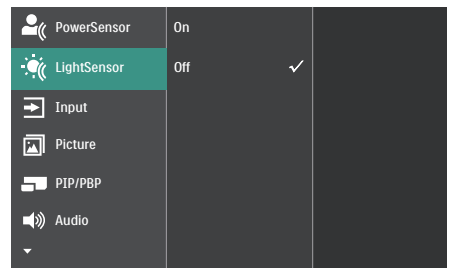 PowerSensor
On
LightSensor
Off
Input
Picture
PIP/PBP
Audio